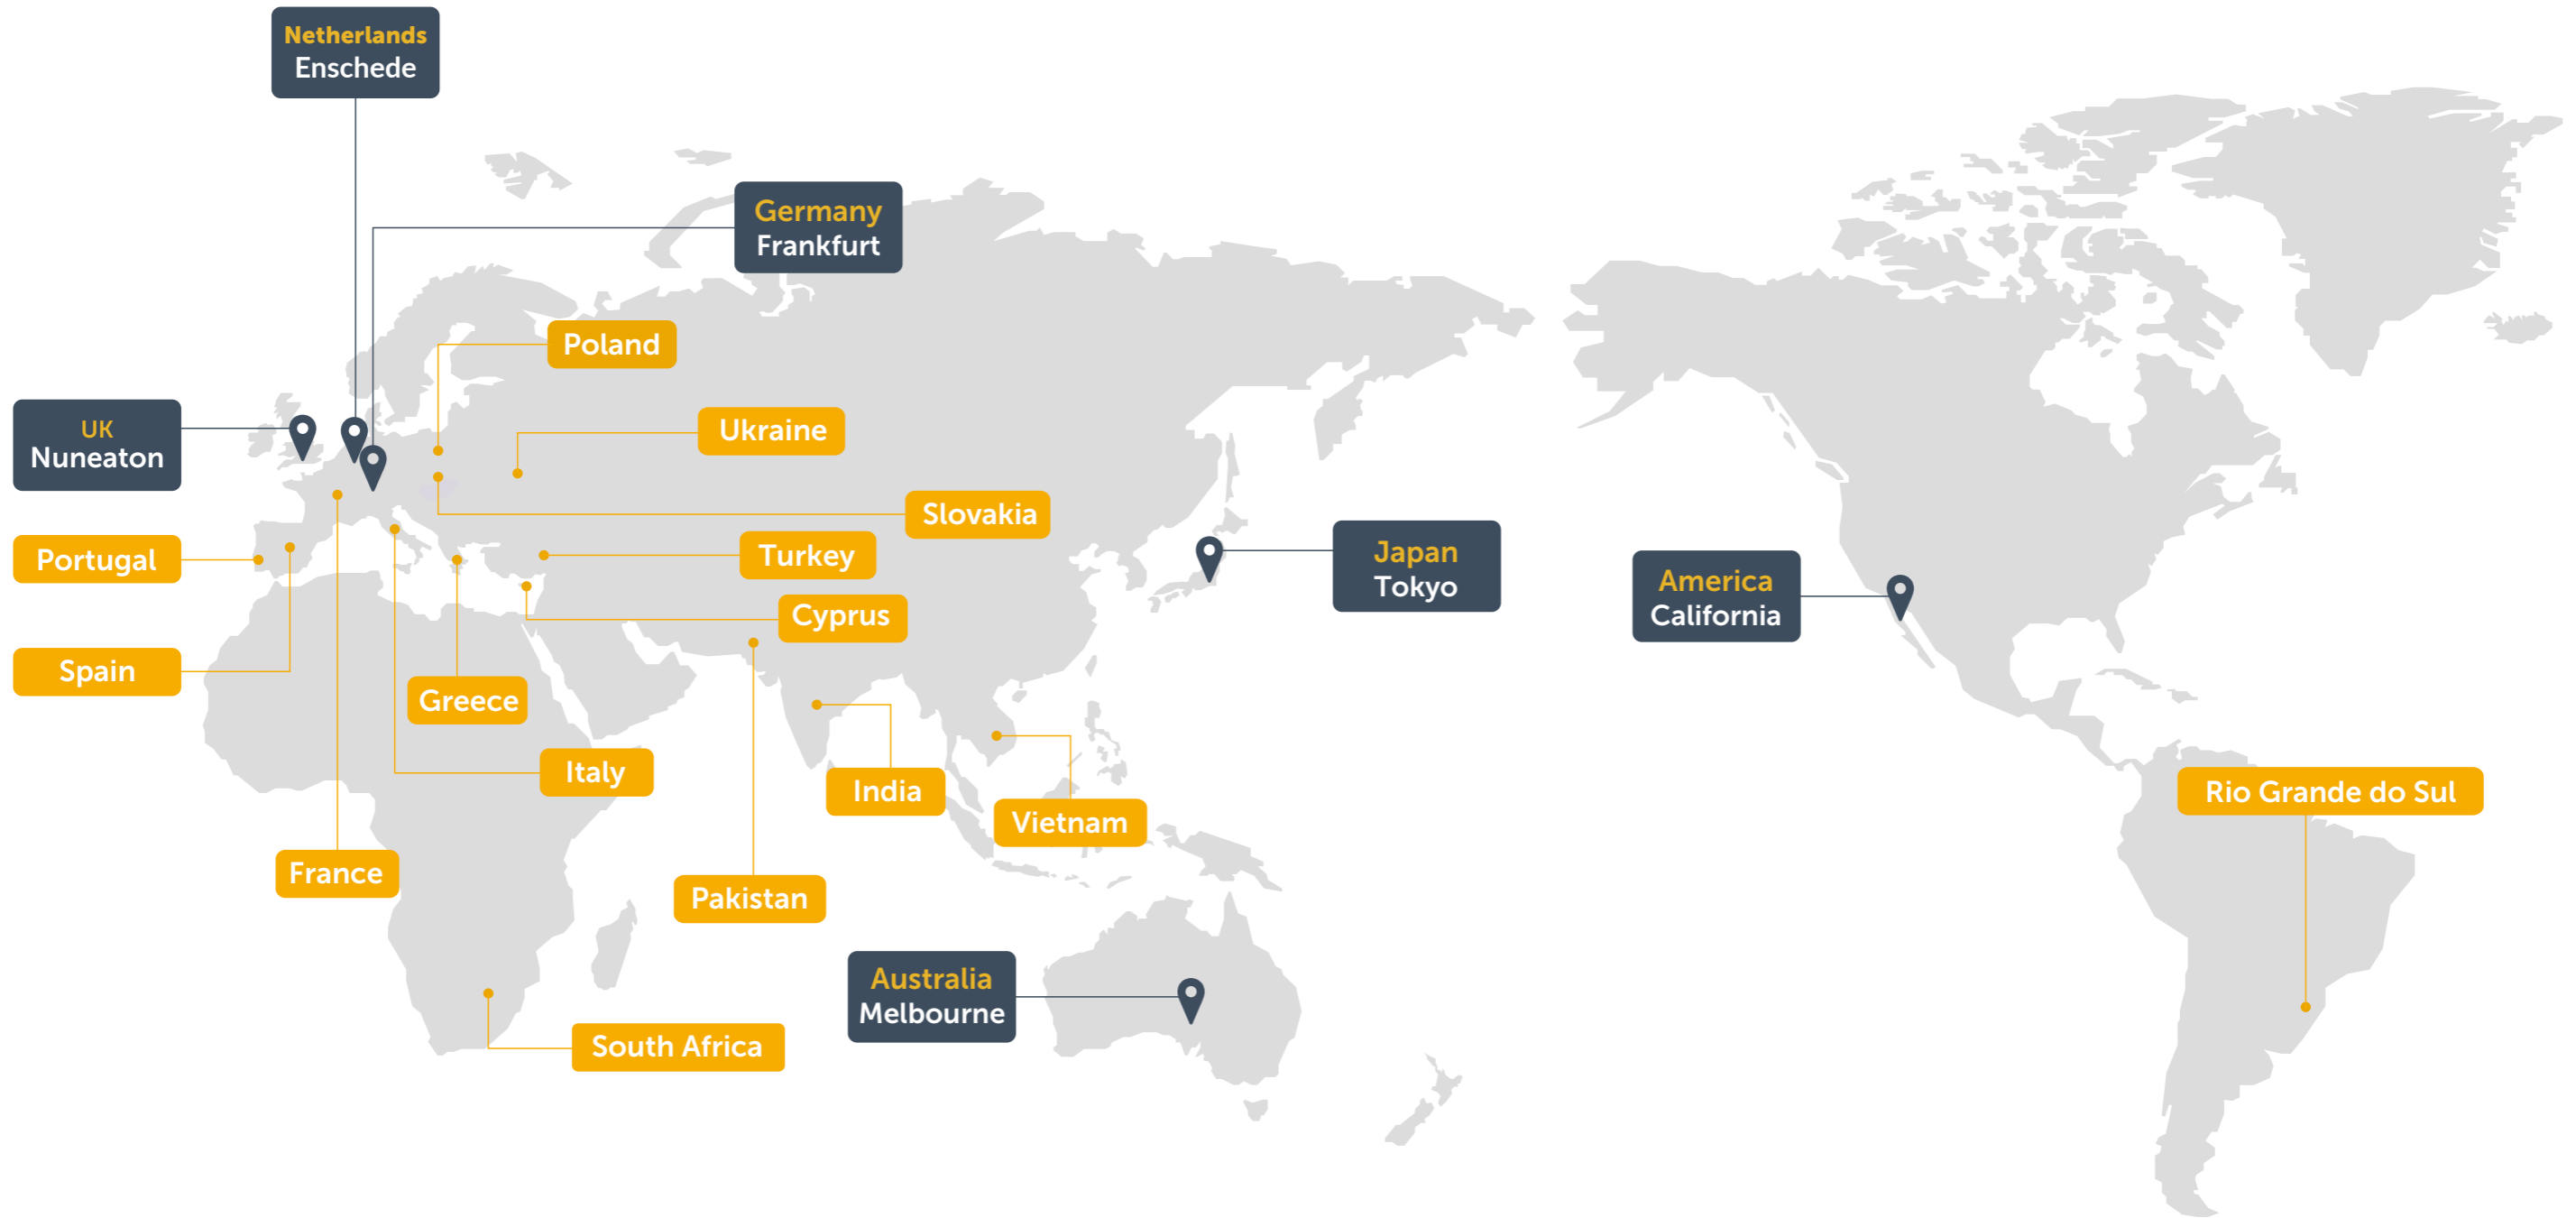 Netherlands
Enschede
Germany
Frankfurt
Poland
UK
Nuneaton
Ukraine
Slovakia
Portugal
Turkey
Japan
Tokyo
America
California
Cyprus
Spain
Greece
Italy
India
Vietnam
Rio Grande do Sul
France
Pakistan
Australia
Melbourne
South Africa